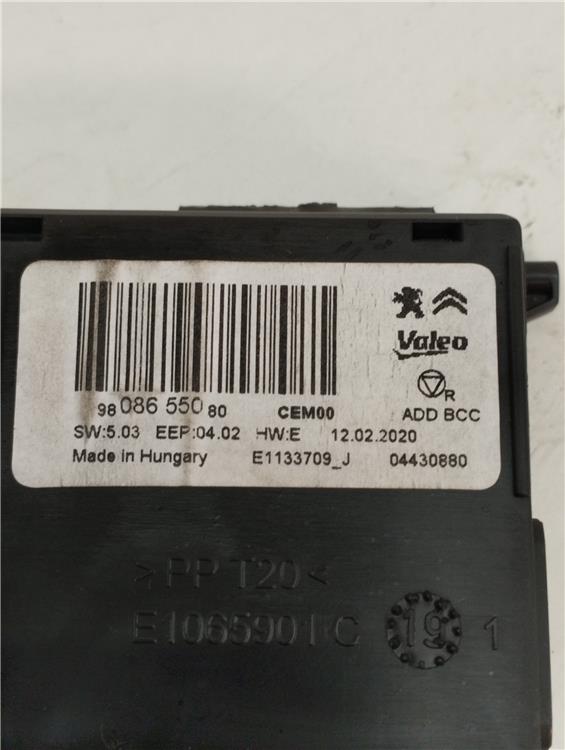 Valeo
R
98 086 550 80 CEM00 ADD BCC
SW:5.03 EEP:04.02 HW:E 12.02.2020
Made in Hungary E1133709_J 04430880
>PP T20<
E1065901 C 19 1